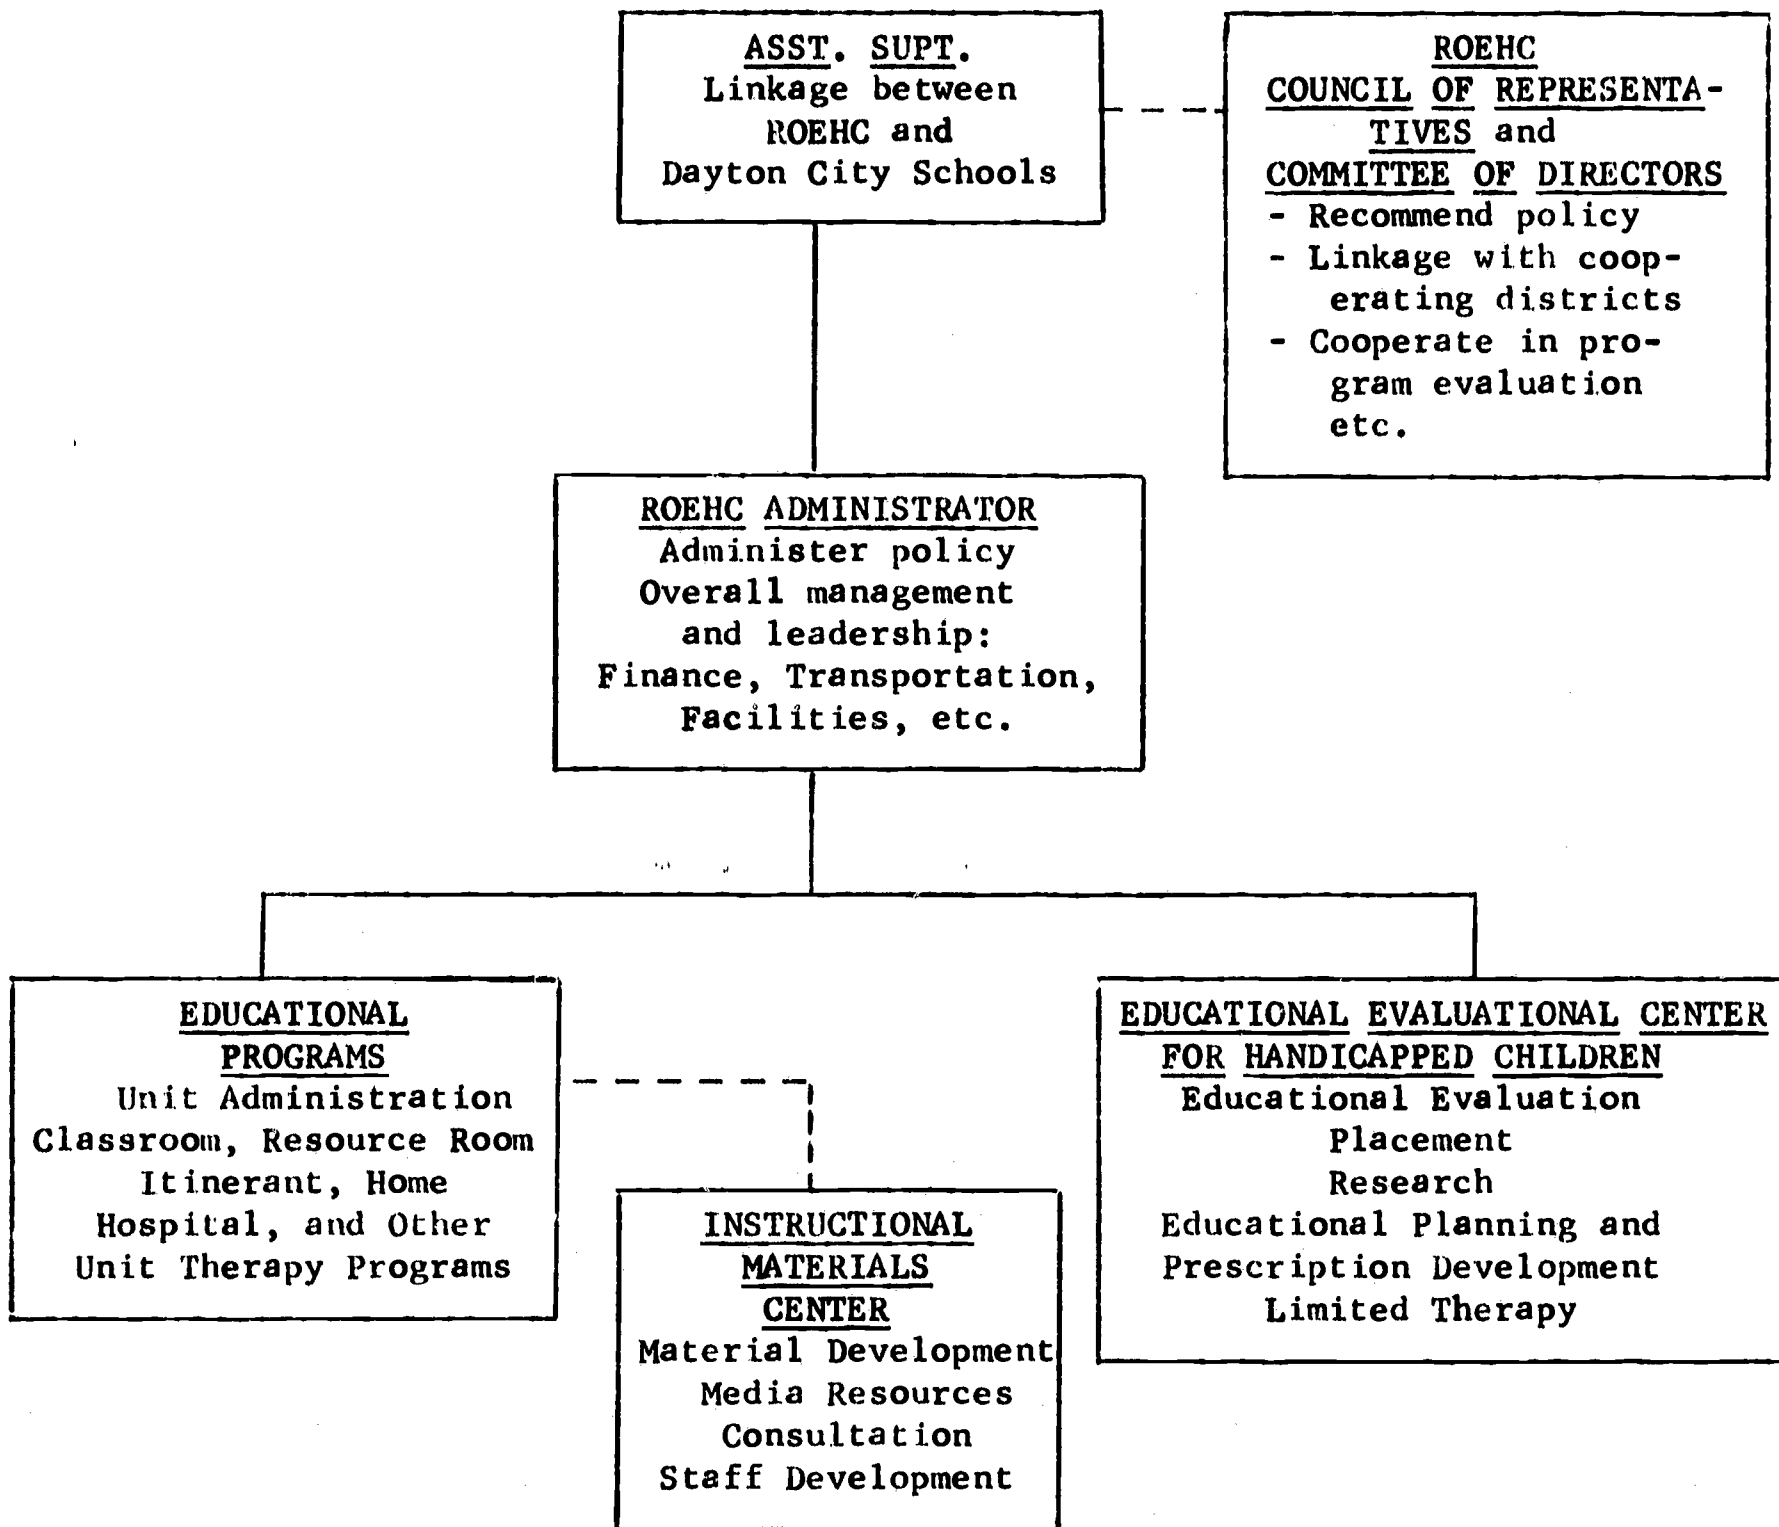 ASST. SUPT.
Linkage between
ROEHC and
Dayton City Schools
ROEHC
COUNCIL OF REPRESENTA-
TIVES and
COMMITTEE OF DIRECTORS
- Recommend policy
- Linkage with coop-
erating districts
- Cooperate in pro-
gram evaluation
etc.
ROEHC ADMINISTRATOR
Administer policy
Overall management
and leadership:
Finance, Transportation,
Facilities, etc.
EDUCATIONAL
PROGRAMS
Unit Administration
Classroom, Resource Room
Itinerant, Home
Hospital, and Other
Unit Therapy Programs
INSTRUCTIONAL
MATERIALS
CENTER
Material Development
Media Resources
Consultation
Staff Development
EDUCATIONAL EVALUATIONAL CENTER
FOR HANDICAPPED CHILDREN
Educational Evaluation
Placement
Research
Educational Planning and
Prescription Development
Limited Therapy